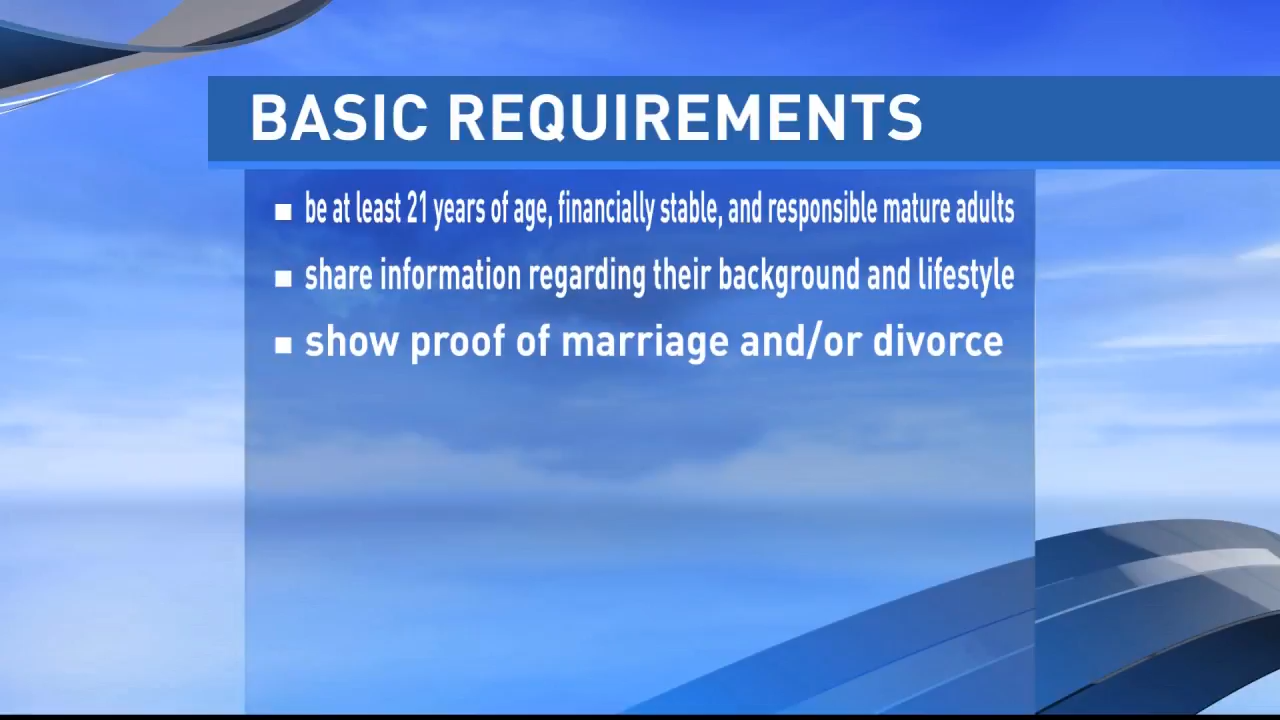 BASIC REQUIREMENTS
▪ be at least 21 years of age, financially stable, and responsible mature adults
▪ share information regarding their background and lifestyle
▪ show proof of marriage and/or divorce